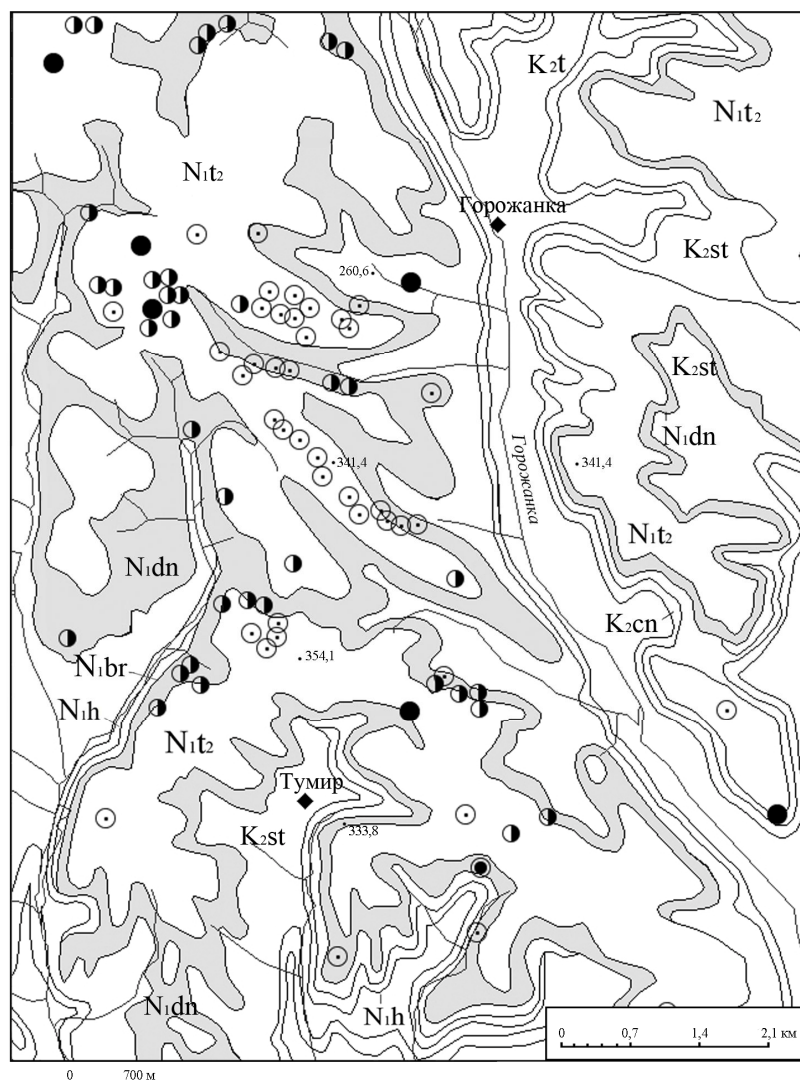 K2t
N1t2
N1t2
Горожанка
K2st
260,6
K2st
N1dn
341,4
341,4
Горожанка
N1t2
N1dn
K2cn
354,1
N1br
N1h
N1t2
Тумир
K2st
333,8
N1dn
N1h
0 0,7 1,4 2,1 км
0 700 м